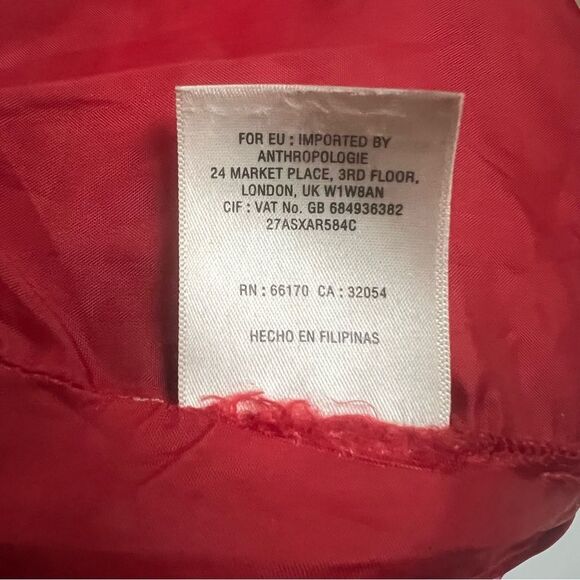 FOR EU : IMPORTED BY
ANTHROPOLOGIE
24 MARKET PLACE, 3RD FLOOR,
LONDON, UK W1W8AN
CIF : VAT No. GB 684936382
27ASXAR584C
RN : 66170 CA : 32054
HECHO EN FILIPINAS